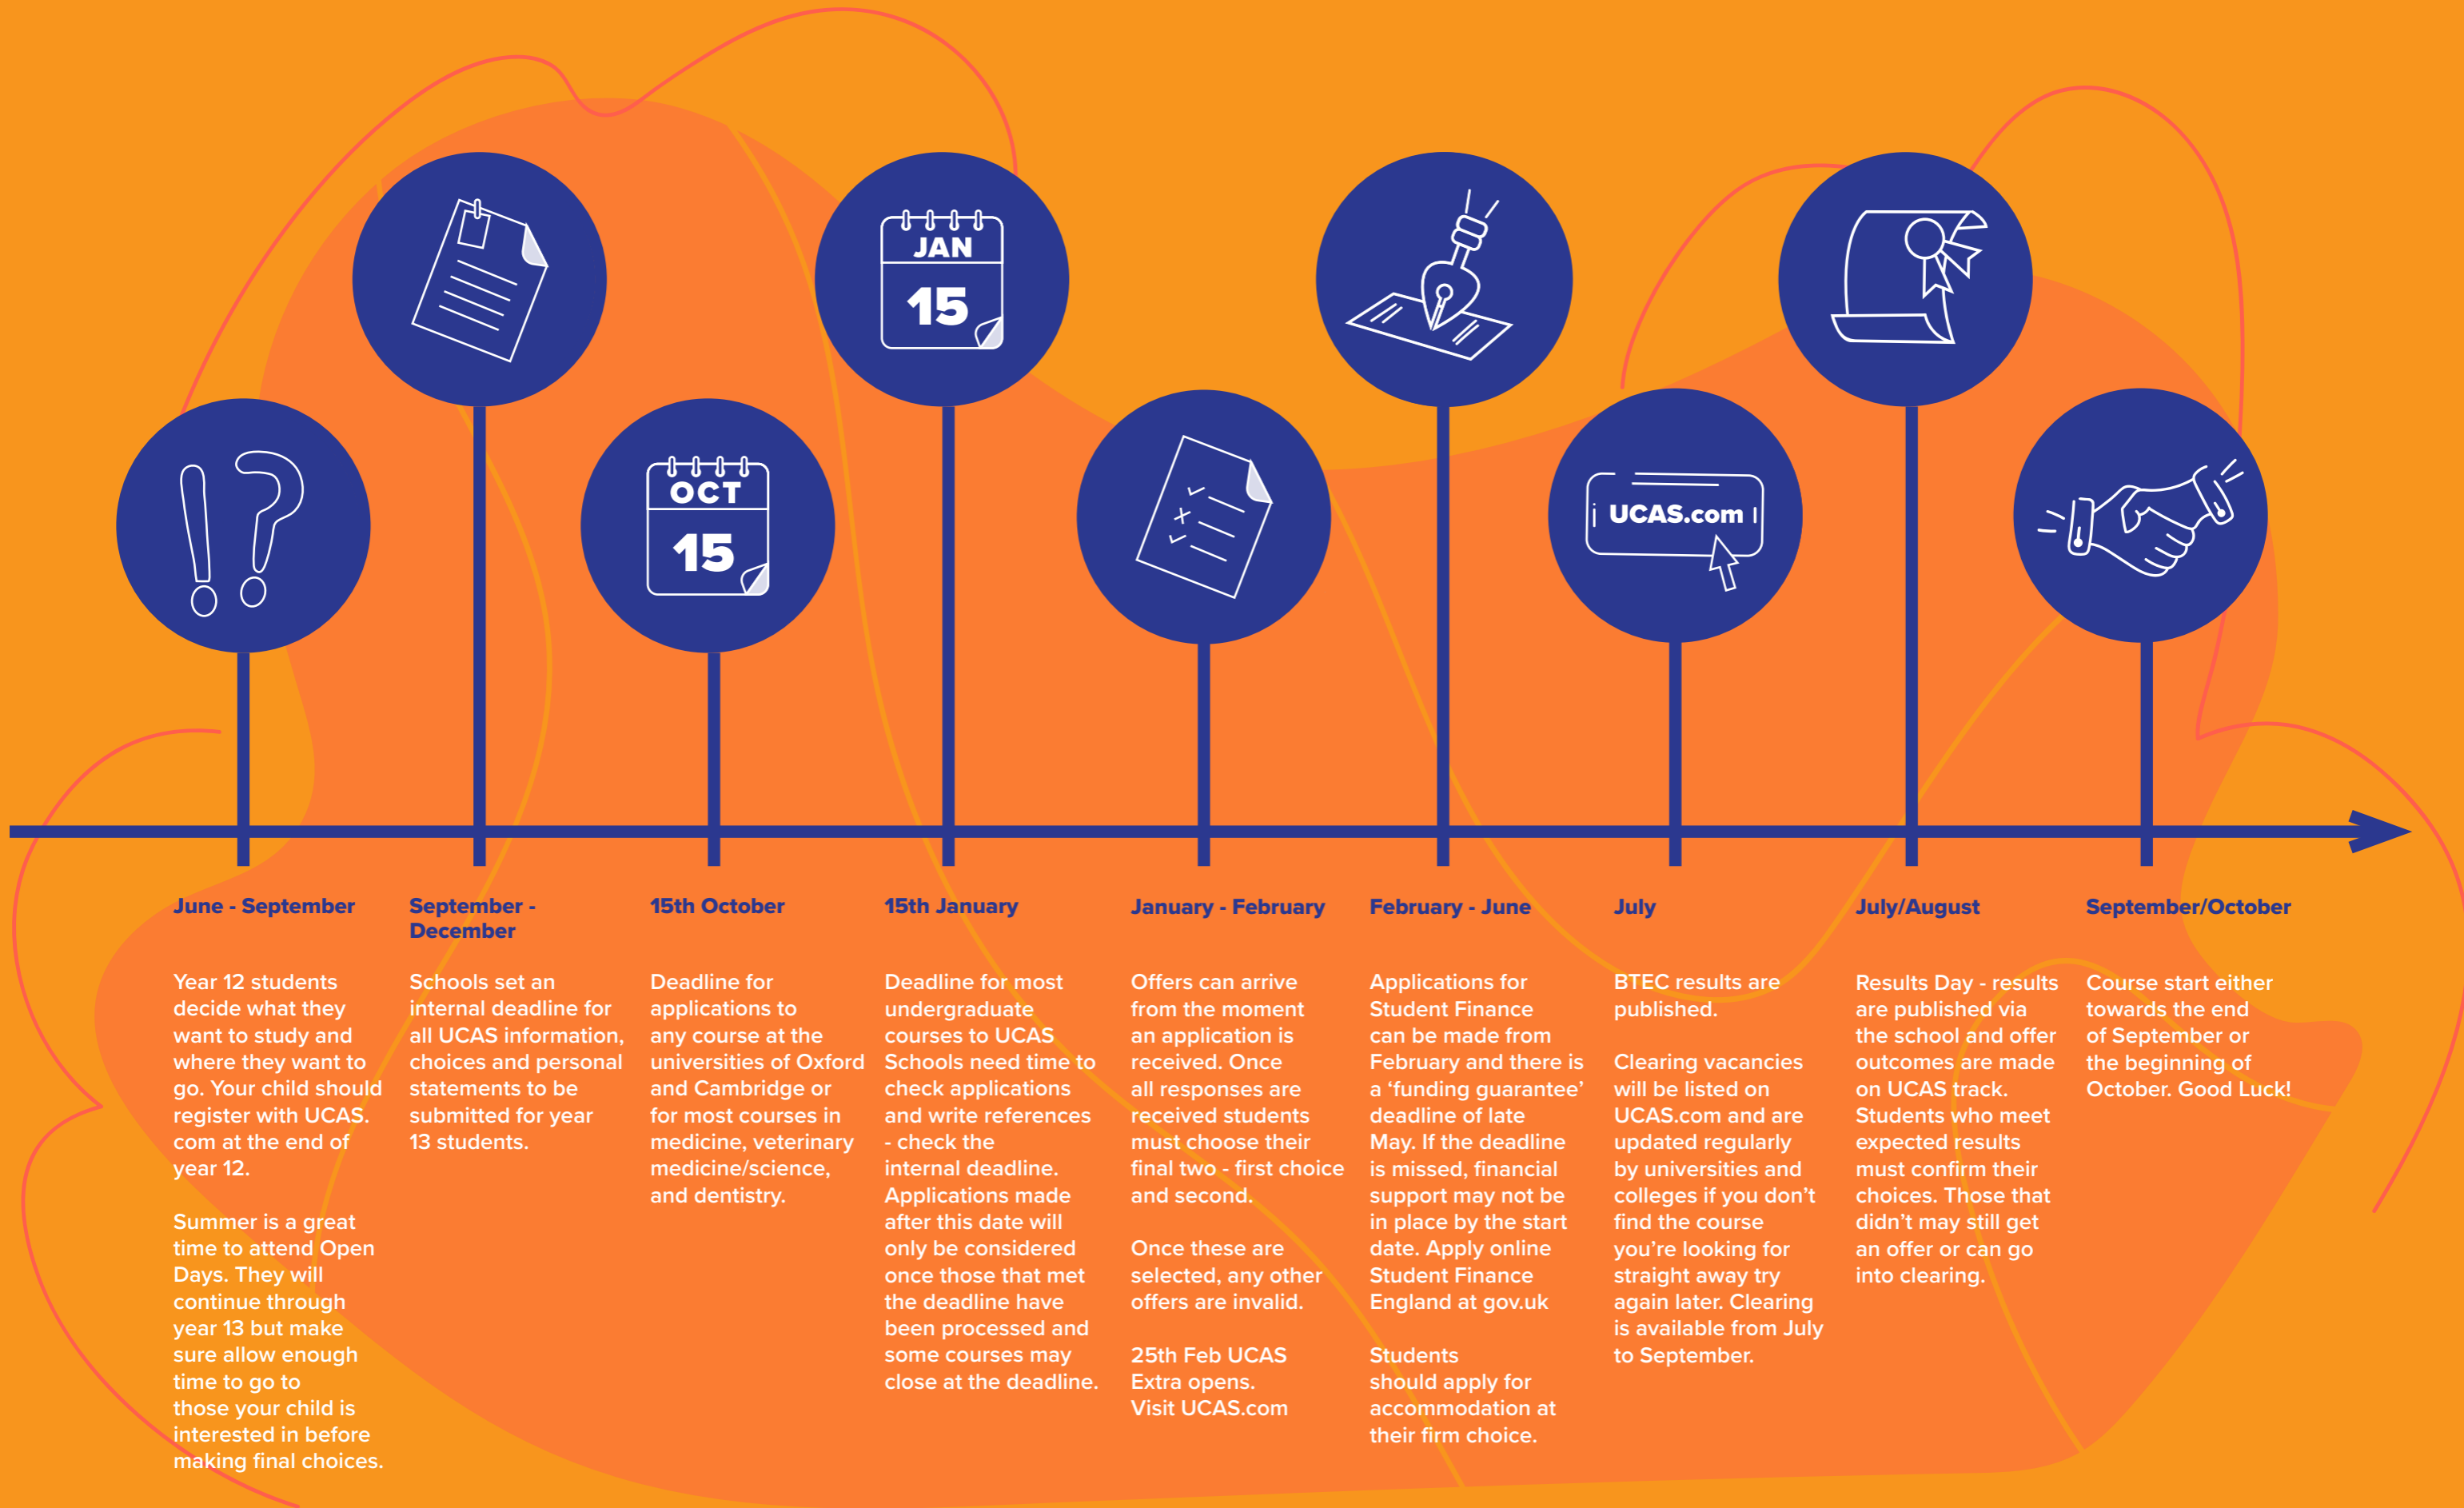 JAN
15
OCT
15
UCAS.com
June - September
Year 12 students
decide what they
want to study and
where they want to
go. Your child should
register with UCAS.
com at the end of
year 12.
Summer is a great
time to attend Open
Days. They will
continue through
year 13 but make
sure allow enough
time to go to
those your child is
interested in before
making final choices.
September -
December
Schools set an
internal deadline for
all UCAS information,
choices and personal
statements to be
submitted for year
13 students.
15th October
Deadline for
applications to
any course at the
universities of Oxford
and Cambridge or
for most courses in
medicine, veterinary
medicine/science,
and dentistry.
15th January
Deadline for most
undergraduate
courses to UCAS
Schools need time to
check applications
and write references
- check the
internal deadline.
Applications made
after this date will
only be considered
once those that met
the deadline have
been processed and
some courses may
close at the deadline.
January - February
Offers can arrive
from the moment
an application is
received. Once
all responses are
received students
must choose their
final two - first choice
and second.
Once these are
selected, any other
offers are invalid.
25th Feb UCAS
Extra opens.
Visit UCAS.com
February - June
Applications for
Student Finance
can be made from
February and there is
a ‘funding guarantee’
deadline of late
May. If the deadline
is missed, financial
support may not be
in place by the start
date. Apply online
Student Finance
England at gov.uk
Students
should apply for
accommodation at
their firm choice.
July
BTEC results are
published.
Clearing vacancies
will be listed on
UCAS.com and are
updated regularly
by universities and
colleges if you don’t
find the course
you’re looking for
straight away try
again later. Clearing
is available from July
to September.
July/August
Results Day - results
are published via
the school and offer
outcomes are made
on UCAS track.
Students who meet
expected results
must confirm their
choices. Those that
didn’t may still get
an offer or can go
into clearing.
September/October
Course start either
towards the end
of September or
the beginning of
October. Good Luck!